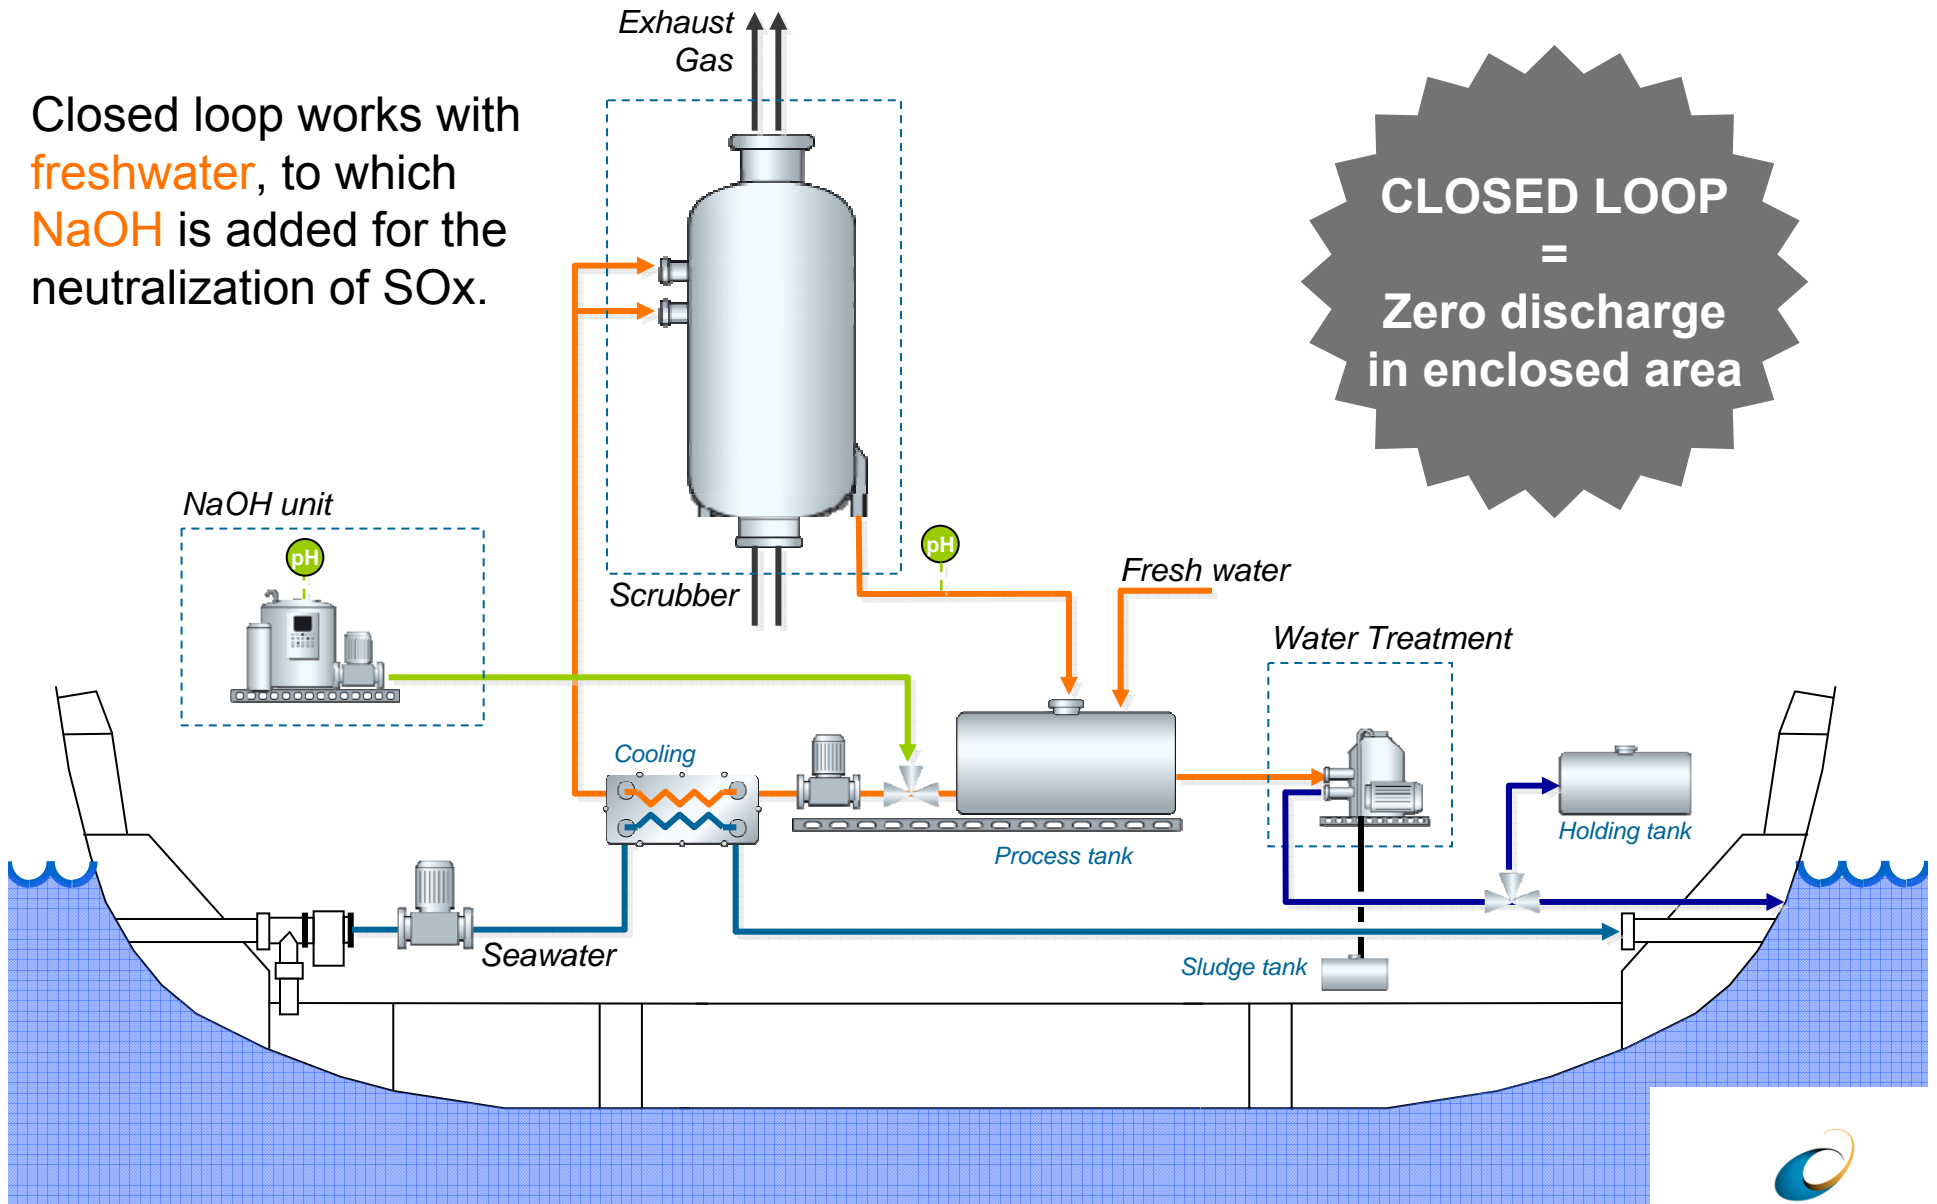 Exhaust
Gas
Closed loop works with
freshwater, to which
NaOH is added for the
neutralization of SOx.
CLOSED LOOP
=
Zero discharge
in enclosed area
NaOH unit
pH
pH
Scrubber
Fresh water
Water Treatment
Cooling
Process tank
Holding tank
Seawater
Sludge tank